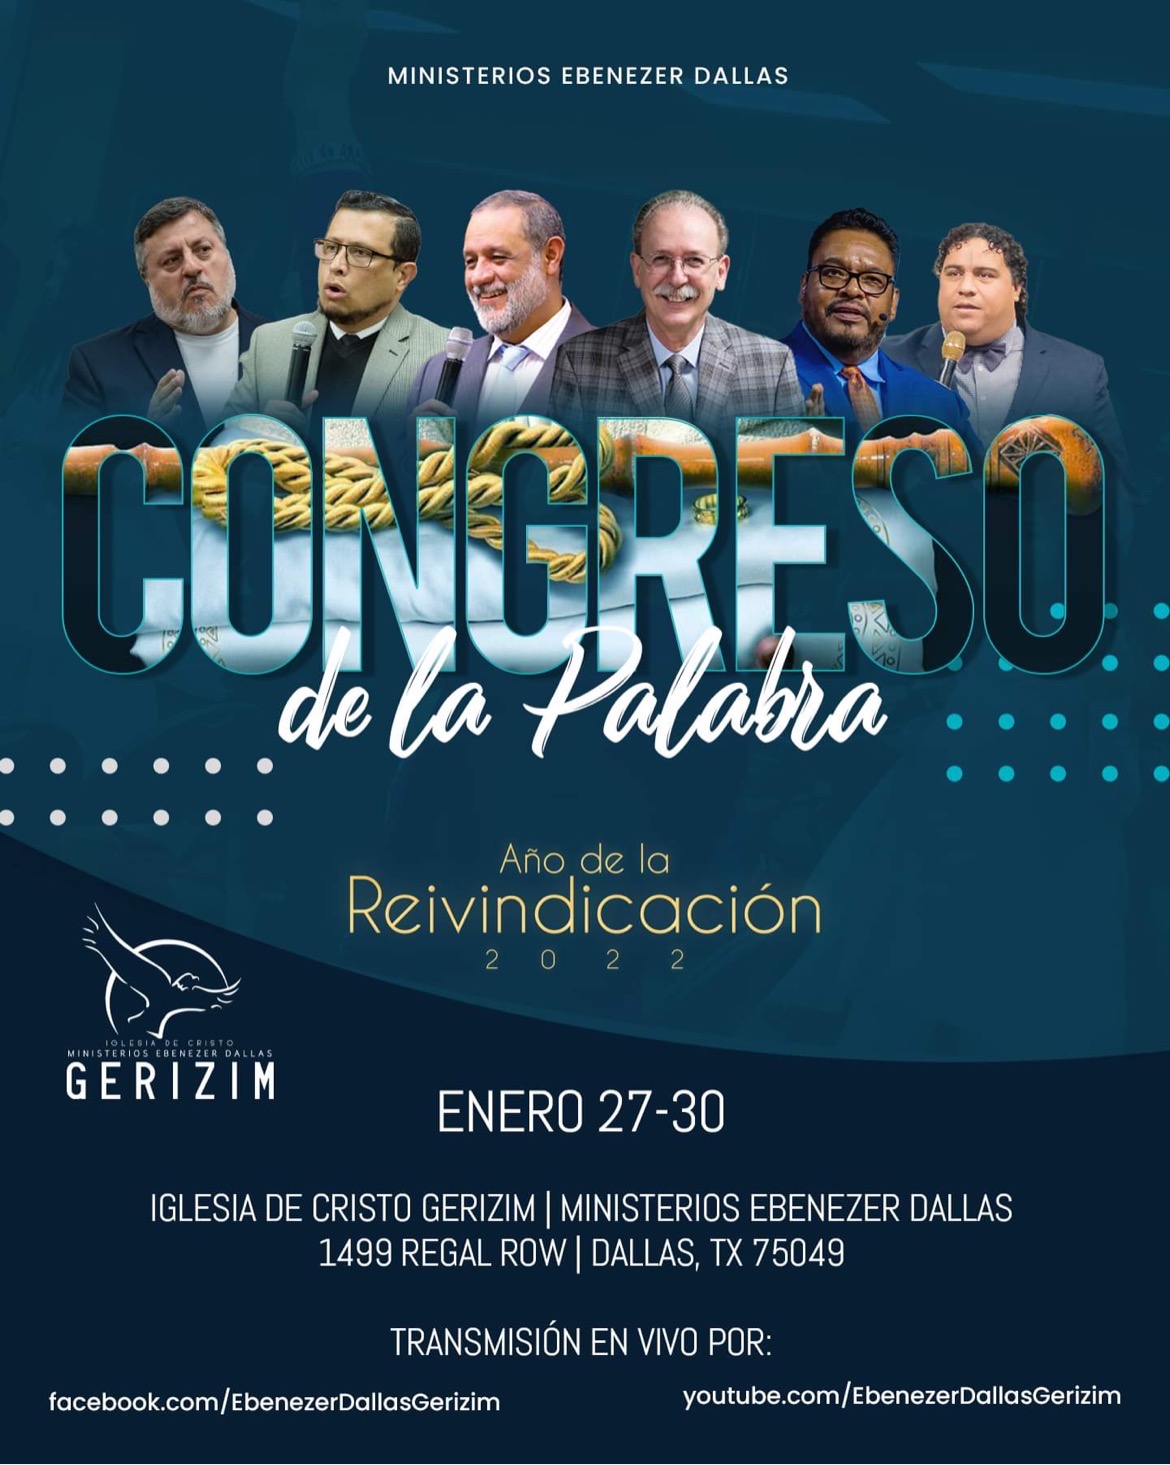 MINISTERIOS EBENEZER DALLAS
CONGRESO
de la Palabra
Año de la
Reivindicación
2022
IGLESIA DE CRISTO
MINISTERIOS EBENEZER DALLAS
GERIZIM
ENERO 27-30
IGLESIA DE CRISTO GERIZIM | MINISTERIOS EBENEZER DALLAS
1499 REGAL ROW | DALLAS, TX 75049
TRANSMISIÓN EN VIVO POR:
facebook.com/EbenezerDallasGerizim
youtube.com/EbenezerDallasGerizim